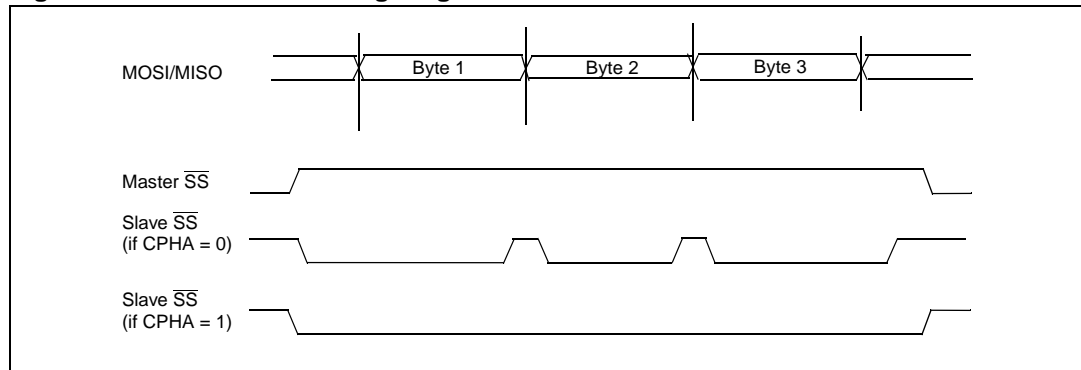 MOSI/MISO
Byte 1
Byte 2
Byte 3
Master SS
Slave SS
(if CPHA = 0)
Slave SS
(if CPHA = 1)